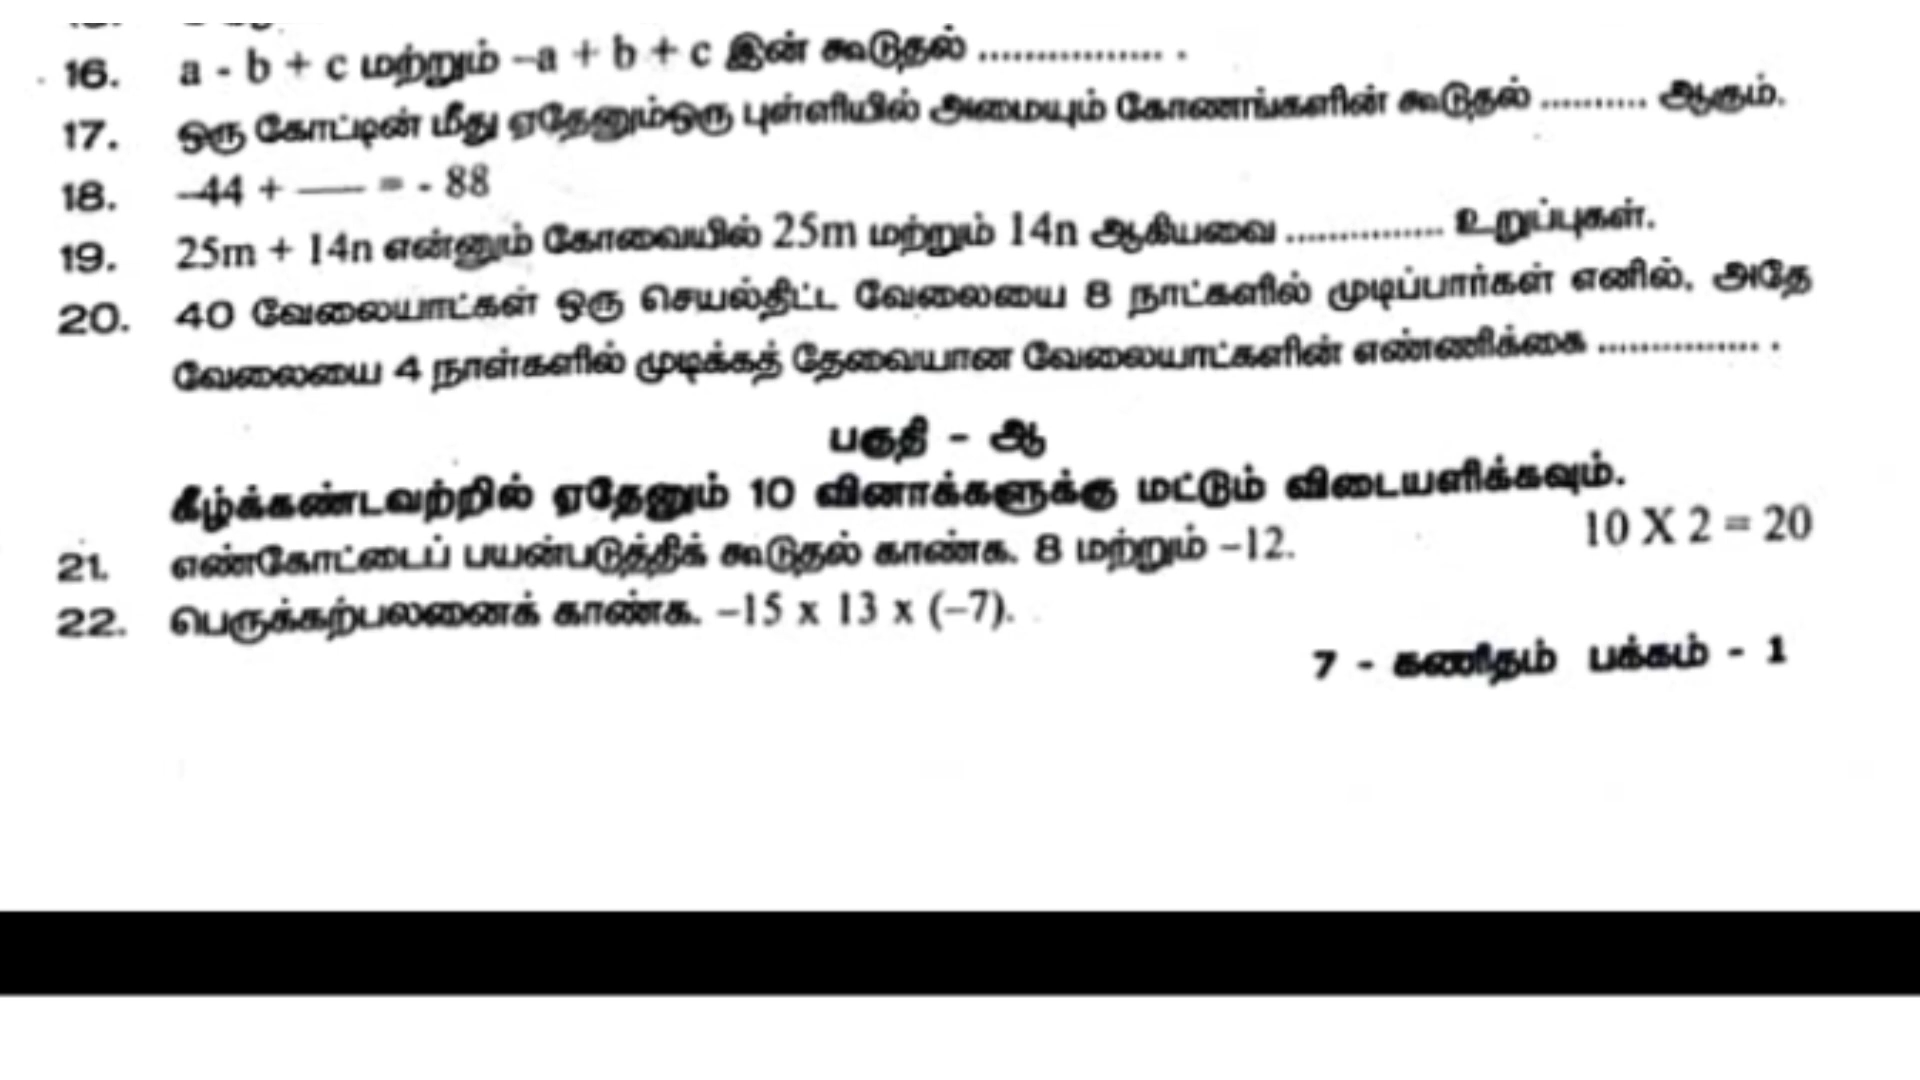 16. a - b + c மற்றும் –a + b + c இன் கூடுதல் ................. .
17. ஒரு கோட்டின் மீது ஏதேனும்ஒரு புள்ளியில் அமையும் கோணங்களின் கூடுதல் .......... ஆகும்.
18. –44 + —— = - 88
19. 25m + 14n என்னும் கோவையில் 25m மற்றும் 14n ஆகியவை ............... உறுப்புகள்.
20. 40 வேலையாட்கள் ஒரு செயல்திட்ட வேலையை 8 நாட்களில் முடிப்பார்கள் எனில், அதே
வேலையை 4 நாள்களில் முடிக்கத் தேவையான வேலையாட்களின் எண்ணிக்கை ............... .
பகுதி - ஆ
கீழ்க்கண்டவற்றில் ஏதேனும் 10 வினாக்களுக்கு மட்டும் விடையளிக்கவும்.
10 X 2 = 20
21. எண்கோட்டைப் பயன்படுத்திக் கூடுதல் காண்க. 8 மற்றும் –12.
22. பெருக்கற்பலனைக் காண்க. –15 x 13 x (–7).
7 - கணிதம் பக்கம் - 1